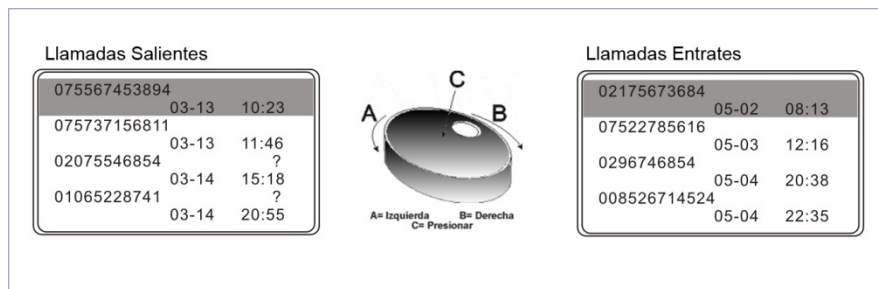 Llamadas Salientes
075567453894
03-13 10:23
075737156811
03-13 11:46
02075546854 ?
03-14 15:18
01065228741 ?
03-14 20:55
C
A
B
A= Izquierda B= Derecha
C= Presionar
Llamadas Entrates
02175673684
05-02 08:13
07522785616
05-03 12:16
0296746854
05-04 20:38
008526714524
05-04 22:35